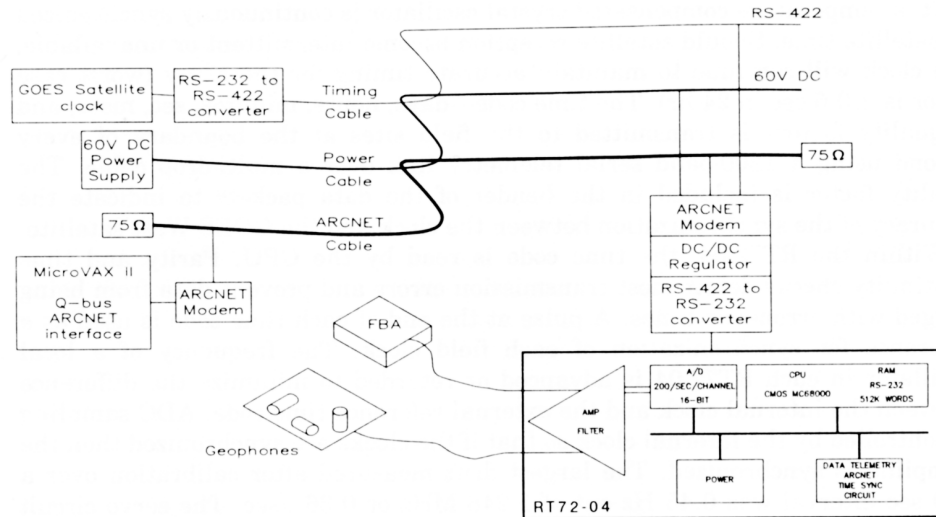 RS-422
GOES Satellite
clock
RS-232 to
RS-422
converter
Timing
Cable
60V DC
60V DC
Power
Supply
Power
Cable
75Ω
75Ω
ARCNET
Cable
MicroVAX II
Q-bus
ARCNET
interface
ARCNET
Modem
ARCNET
Modem
DC/DC
Regulator
RS-422 to
RS-232
converter
FBA
Geophones
AMP
FILTER
A/D
200/SEC/CHANNEL
16-BIT
CPU
CMOS MC68000
RAM
RS-232
512K WORDS
POWER
DATA TELEMETRY
ARCNET
TIME SYNC
CIRCUIT
RT72-04